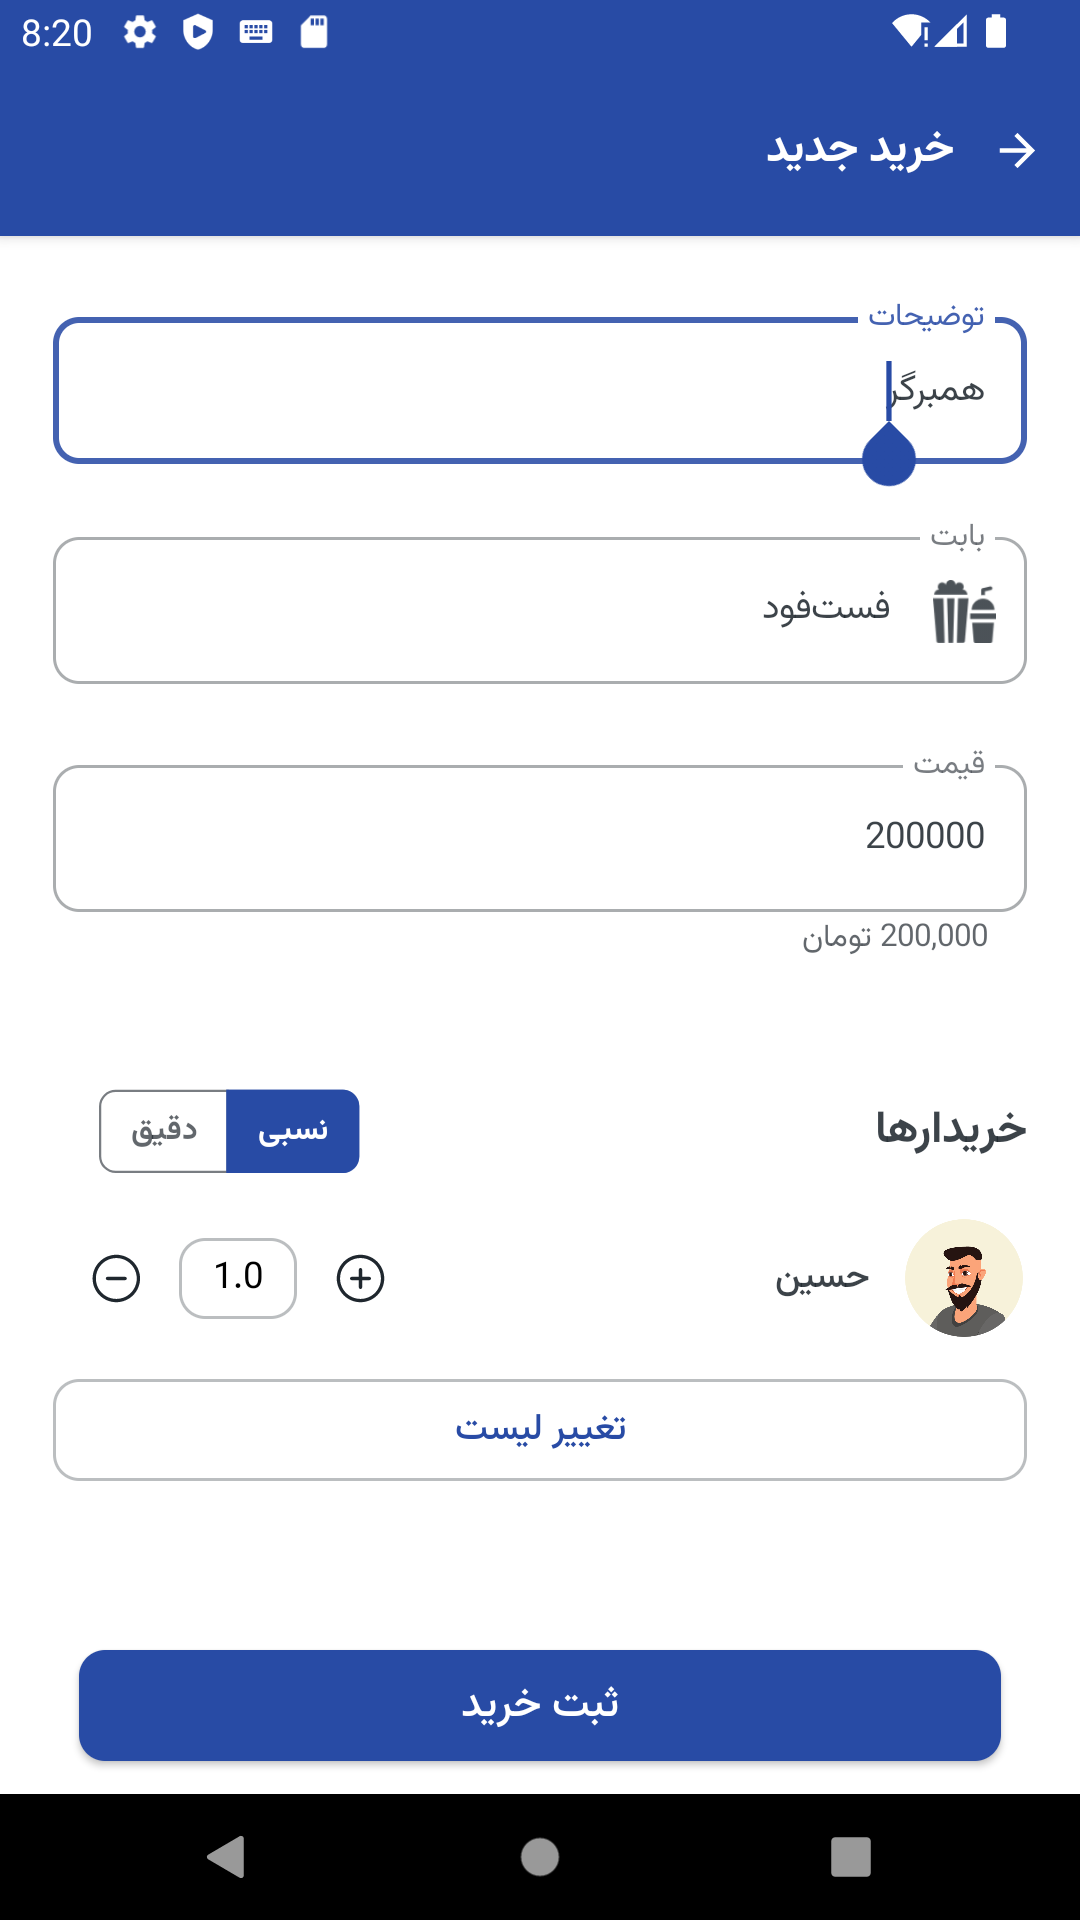 8:20
خرید جدید
توضیحات
همبرگر
بابت
فست‌فود
قیمت
200000
200,000 تومان
خریدارها
نسبی
دقیق
حسین
1.0
تغییر لیست
ثبت خرید